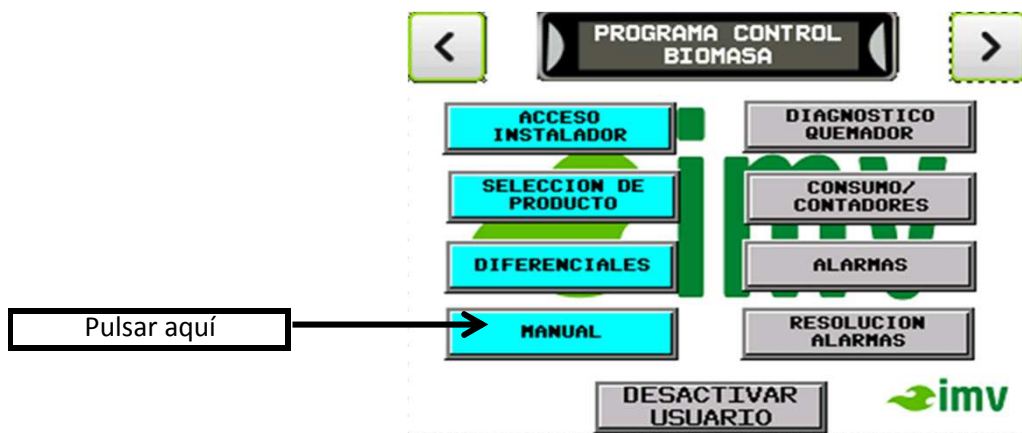 PROGRAMA CONTROL
BIOMASA
ACCESO
INSTALADOR
DIAGNOSTICO
QUEMADOR
SELECCION DE
PRODUCTO
CONSUMO/
CONTADORES
DIFERENCIALES
ALARMAS
Pulsar aquí
MANUAL
RESOLUCION
ALARMAS
DESACTIVAR
USUARIO
imv
imv